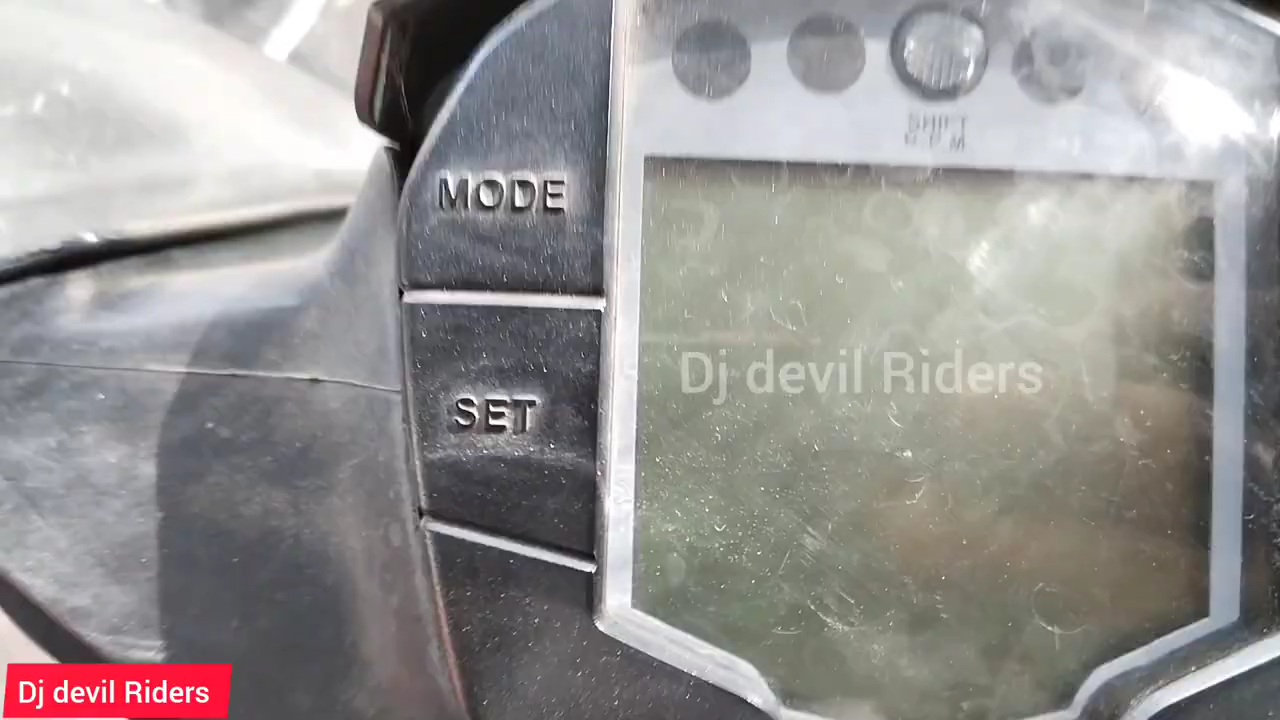 SHIFT
R P M
MODE
SET
Dj devil Riders
Dj devil Riders